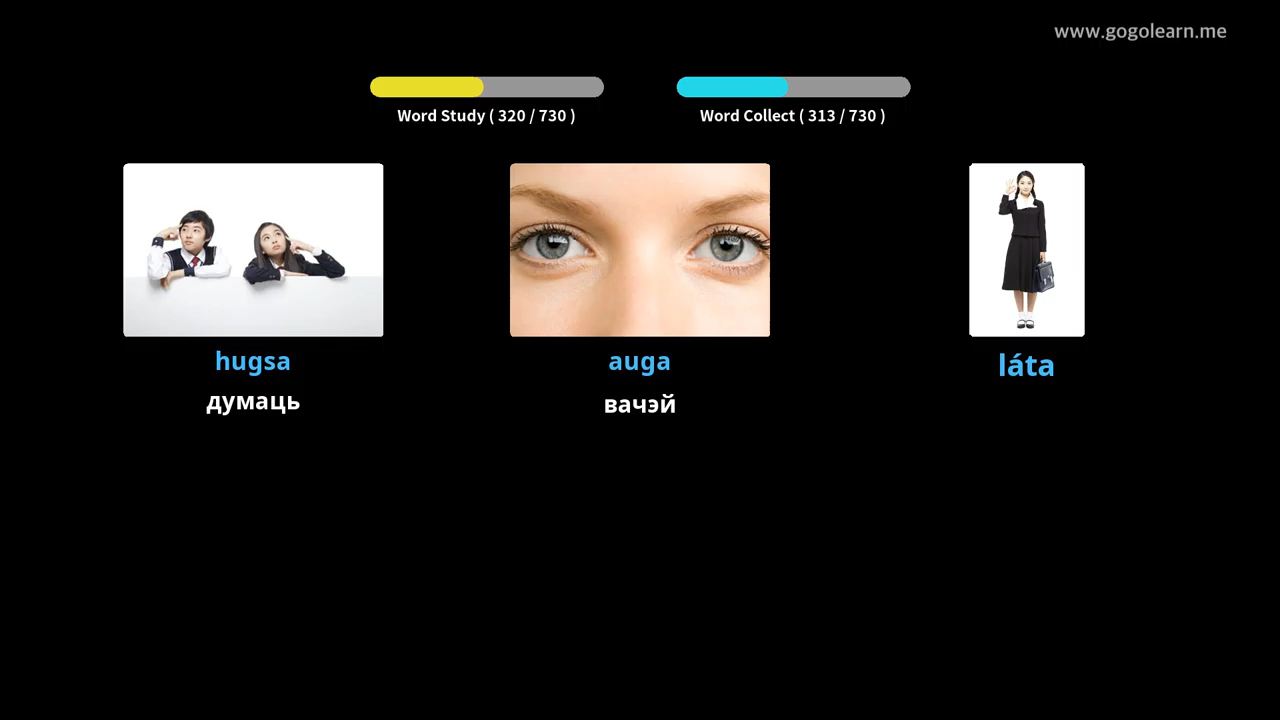 www.gogolearn.me
Word Study ( 320 / 730 )
Word Collect ( 313 / 730 )
hugsa
auga
láta
думаць
вачэй